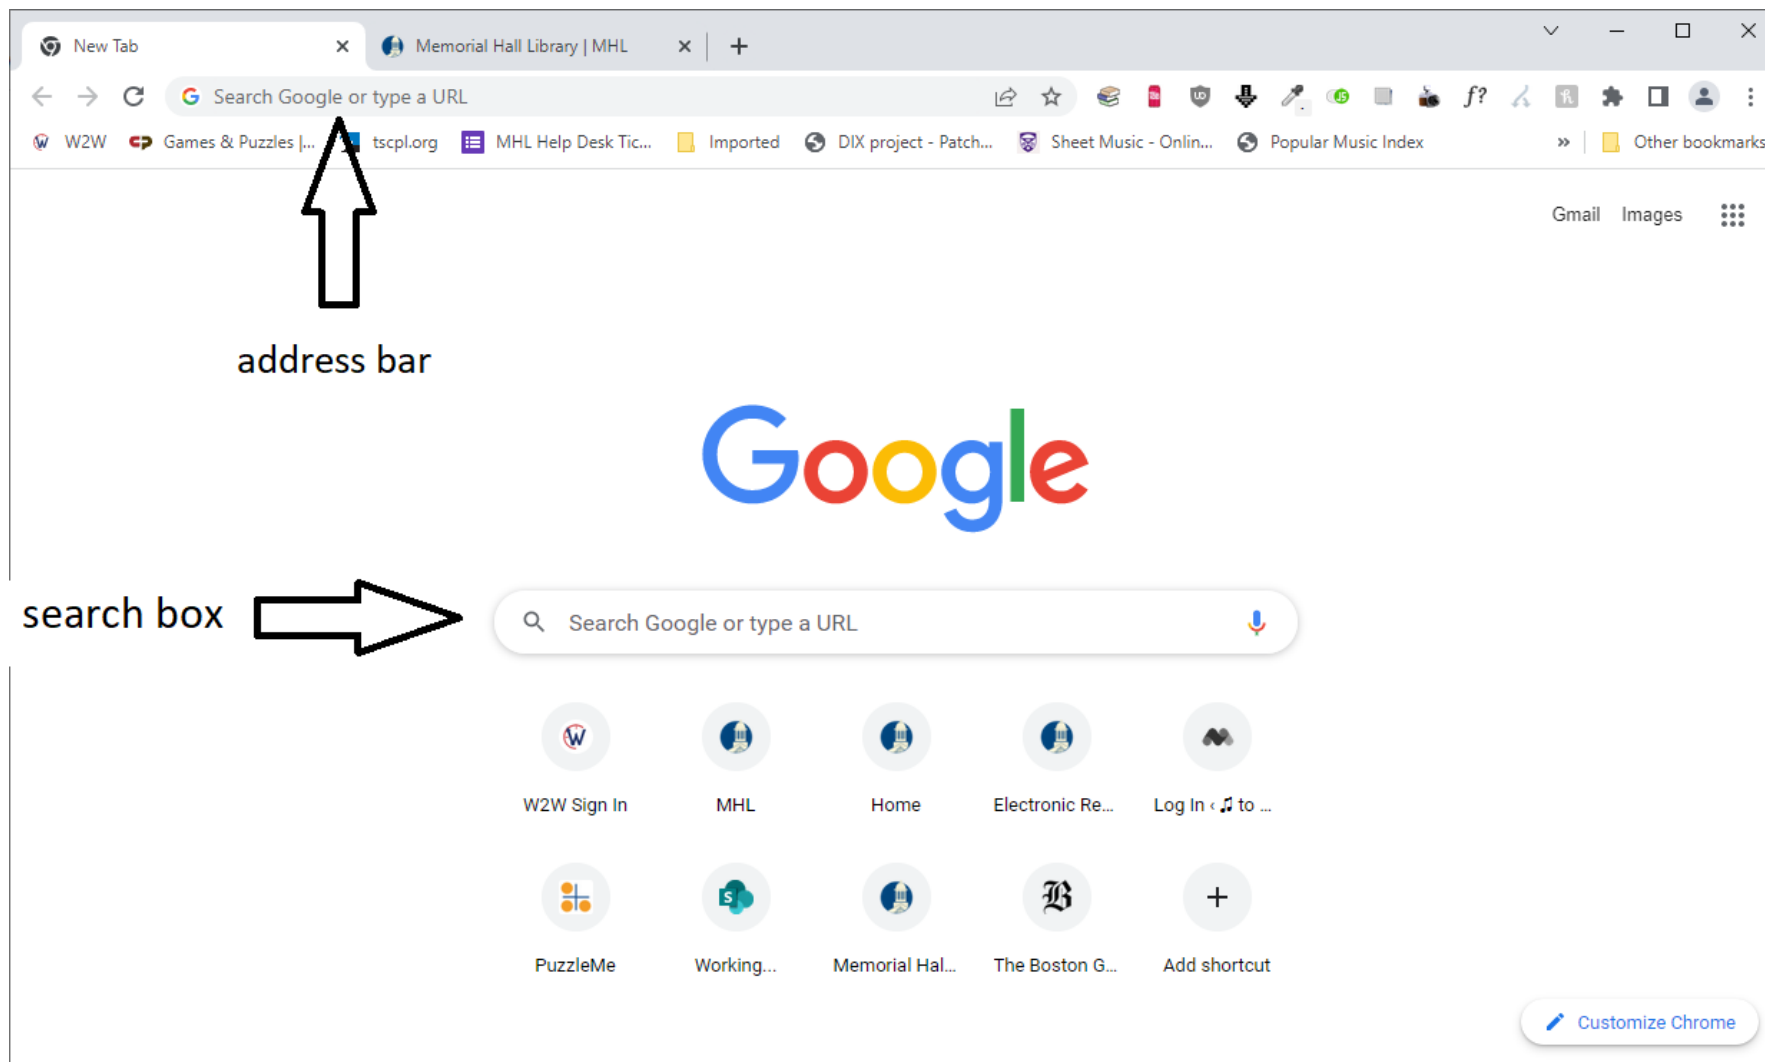 New Tab
Memorial Hall Library | MHL
Search Google or type a URL
W2W
Games & Puzzles |...
tscpl.org
MHL Help Desk Tic...
Imported
DIX project - Patch...
Sheet Music - Onlin...
Popular Music Index
»
Other bookmarks
Gmail
Images
address bar
Google
search box
Search Google or type a URL
W2W Sign In
MHL
Home
Electronic Re...
Log In ‹ ♫ to ...
PuzzleMe
Working...
Memorial Hal...
The Boston G...
Add shortcut
Customize Chrome